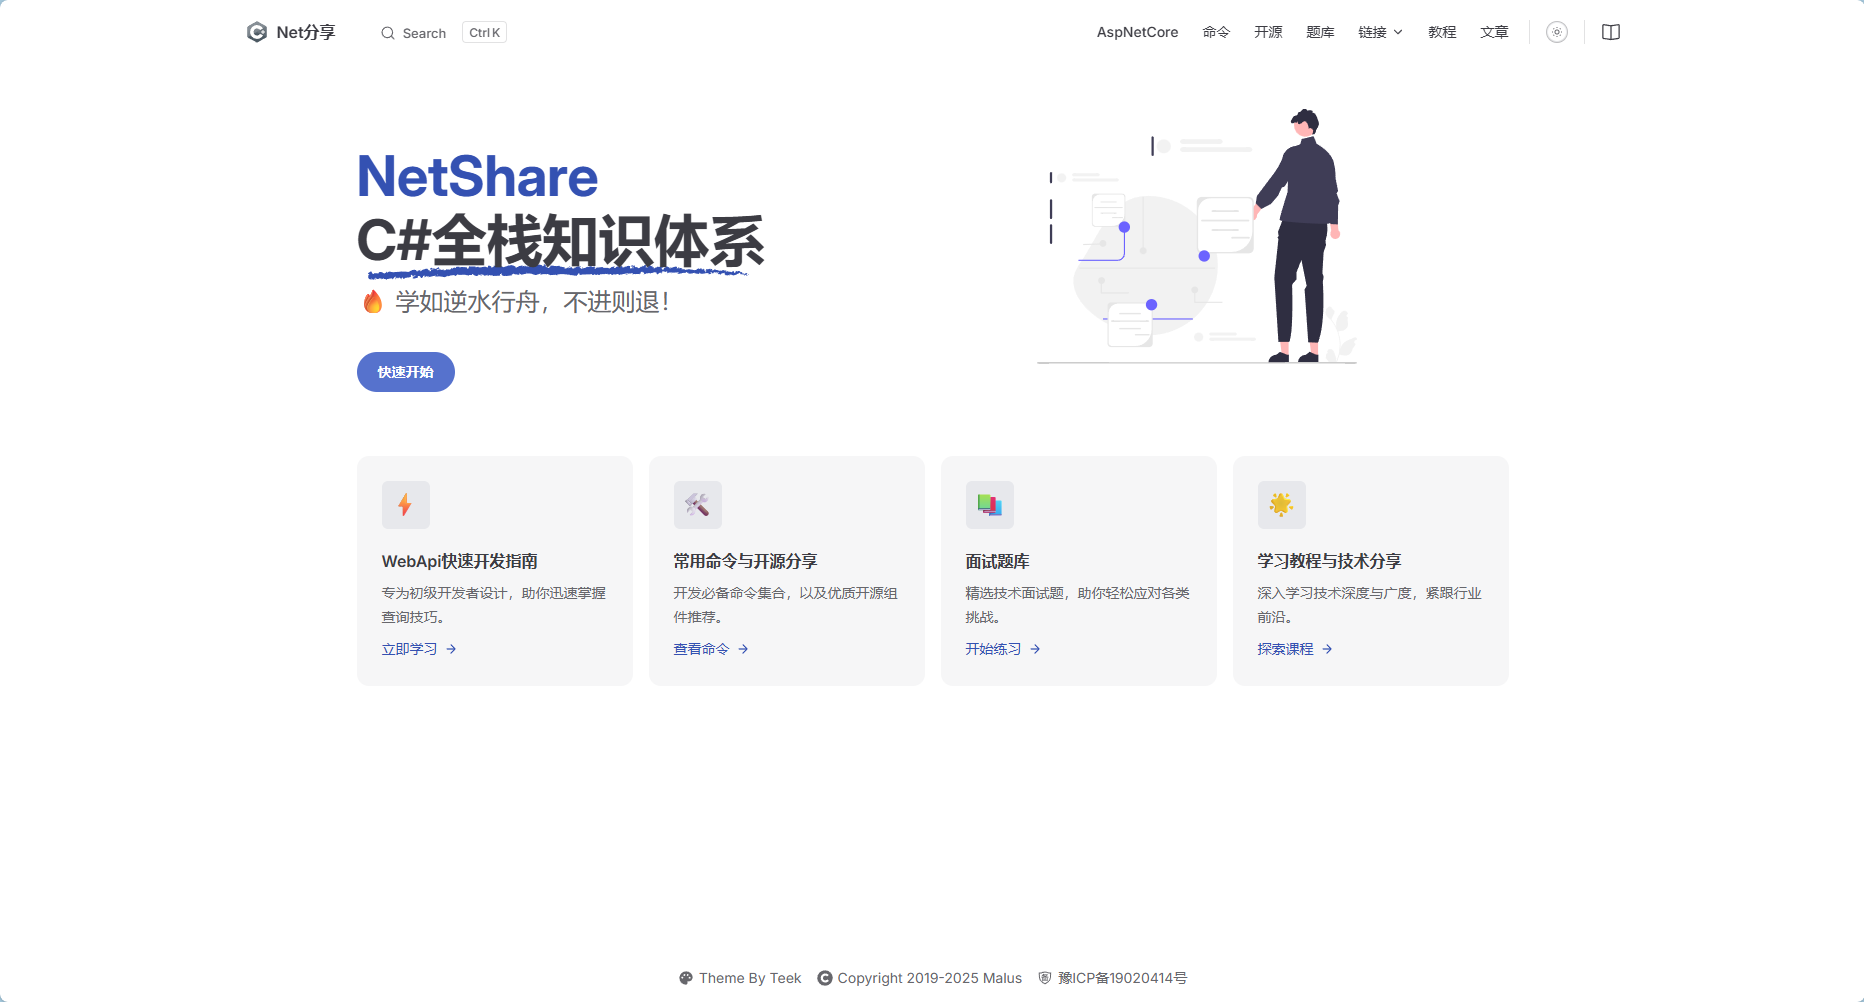 Net分享
Search
Ctrl K
AspNetCore
命令
开源
题库
链接
教程
文章
NetShare
C#全栈知识体系
🔥 学如逆水行舟，不进则退！
快速开始
WebApi快速开发指南
专为初级开发者设计，助你迅速掌握
查询技巧。
立即学习 →
常用命令与开源分享
开发必备命令集合，以及优质开源组
件推荐。
查看命令 →
面试题库
精选技术面试题，助你轻松应对各类
挑战。
开始练习 →
学习教程与技术分享
深入学习技术深度与广度，紧跟行业
前沿。
探索课程 →
Theme By Teek
Copyright 2019-2025 Malus
豫ICP备19020414号